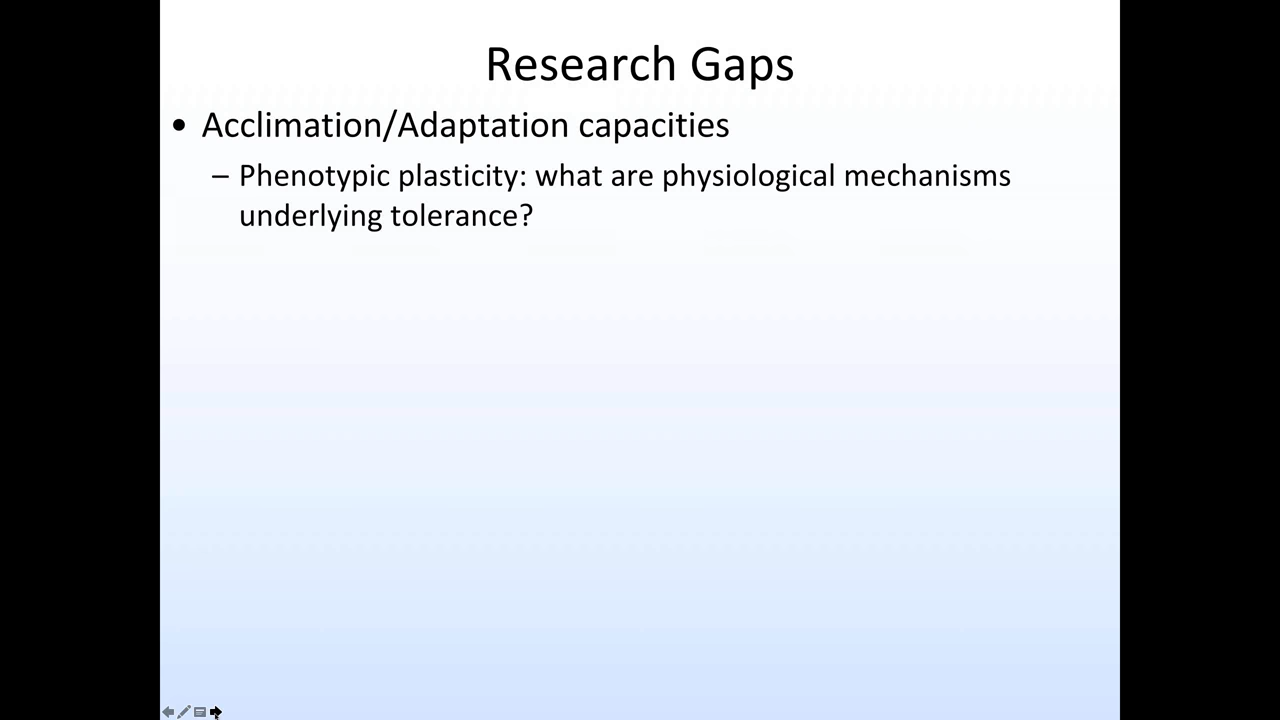 Research Gaps
• Acclimation/Adaptation capacities
– Phenotypic plasticity: what are physiological mechanisms
underlying tolerance?